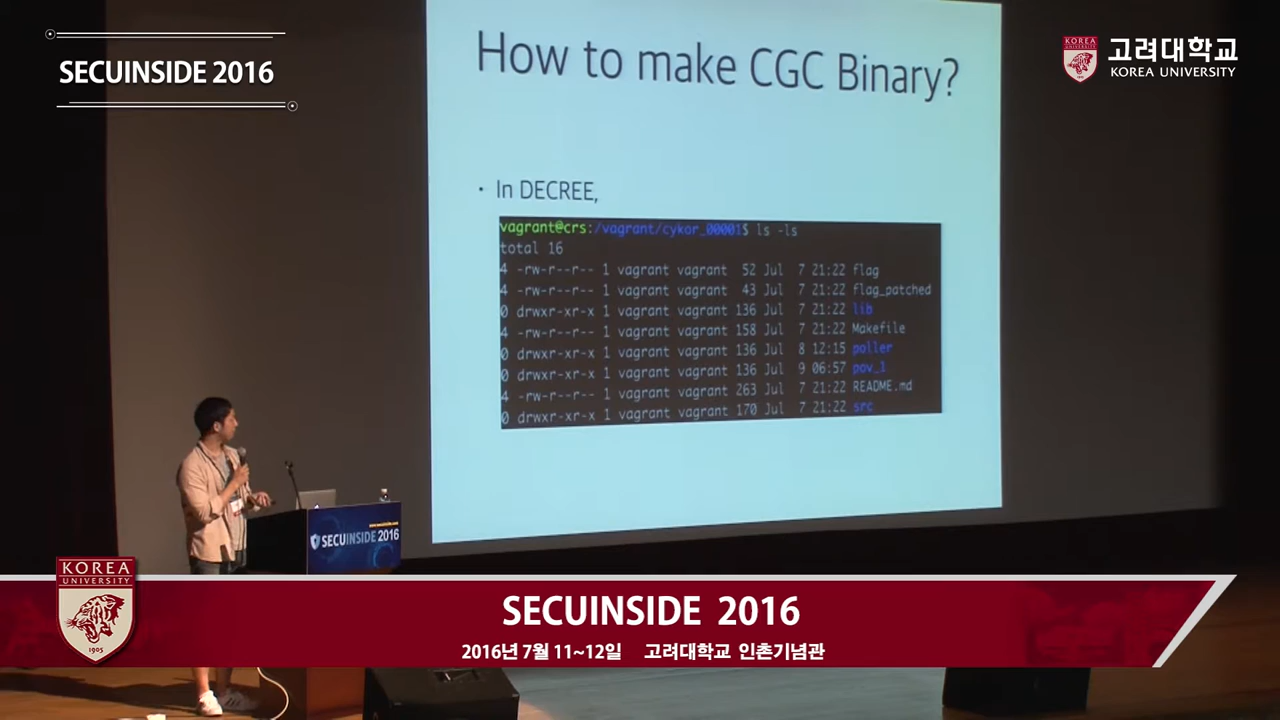 SECUINSIDE 2016
KOREA
UNIVERSITY
고려대학교
KOREA UNIVERSITY
How to make CGC Binary?
• In DECREE,
vagrant@crs:/vagrant/cykor_00001$ ls -ls
total 16
4 -rw-r--r-- 1 vagrant vagrant  52 Jul  7 21:22 flag
4 -rw-r--r-- 1 vagrant vagrant  43 Jul  7 21:22 flag_patched
0 drwxr-xr-x 1 vagrant vagrant 136 Jul  7 21:22 lib
4 -rw-r--r-- 1 vagrant vagrant 158 Jul  7 21:22 Makefile
0 drwxr-xr-x 1 vagrant vagrant 136 Jul  8 12:15 poller
0 drwxr-xr-x 1 vagrant vagrant 136 Jul  9 06:57 pov_1
4 -rw-r--r-- 1 vagrant vagrant 263 Jul  7 21:22 README.md
0 drwxr-xr-x 1 vagrant vagrant 170 Jul  7 21:22 src
www.secuinside.com
SECUINSIDE 2016
KOREA
UNIVERSITY
1905
SECUINSIDE 2016
2016년 7월 11~12일 고려대학교 인촌기념관